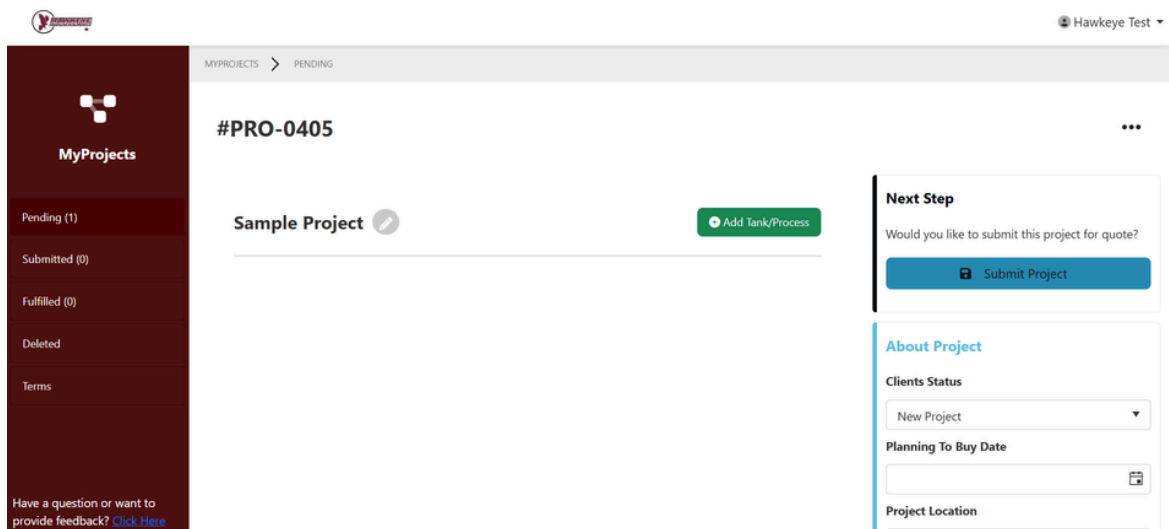 HAWKEYE
Hawkeye Test
MYPROJECTS
PENDING
MyProjects
#PRO-0405
Pending (1)
Submitted (0)
Fulfilled (0)
Deleted
Terms
Have a question or want to
provide feedback? Click Here
Sample Project
Add Tank/Process
Next Step
Would you like to submit this project for quote?
Submit Project
About Project
Clients Status
New Project
Planning To Buy Date
Project Location